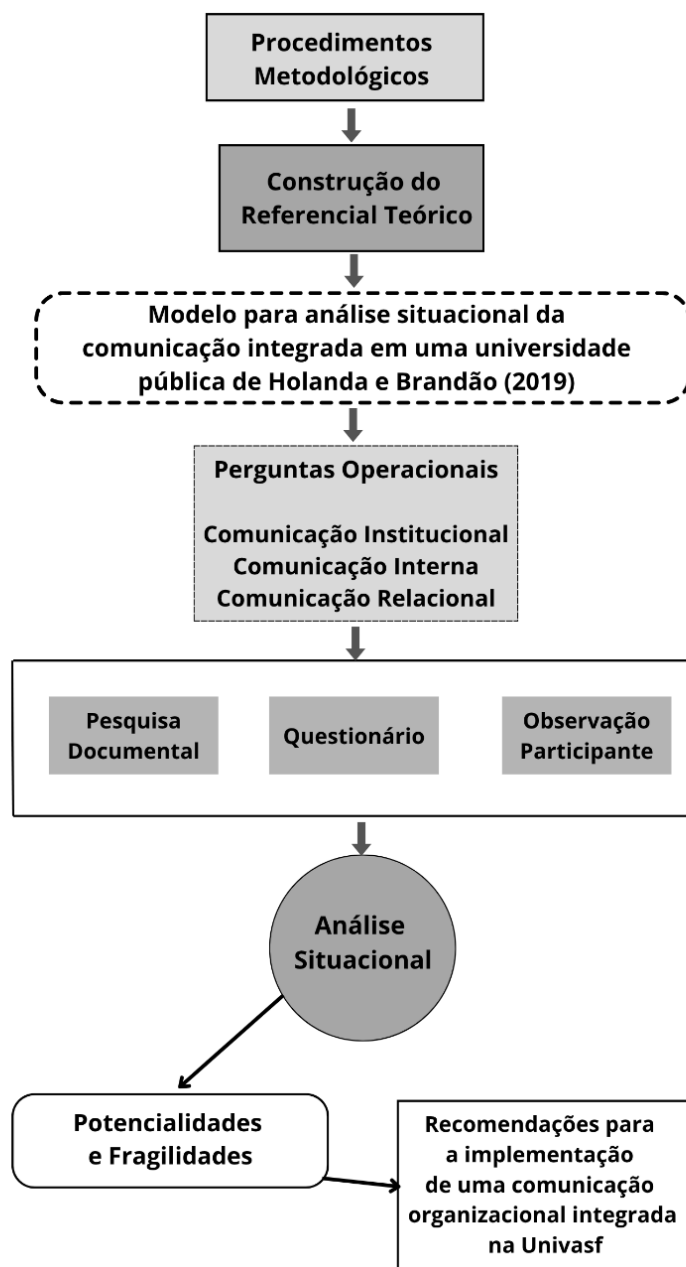 Procedimentos
Metodológicos
Construção do
Referencial Teórico
Modelo para análise situacional da
comunicação integrada em uma universidade
pública de Holanda e Brandão (2019)
Perguntas Operacionais
Comunicação Institucional
Comunicação Interna
Comunicação Relacional
Pesquisa
Documental
Questionário
Observação
Participante
Análise
Situacional
Potencialidades
e Fragilidades
Recomendações para
a implementação
de uma comunicação
organizacional integrada
na Univasf